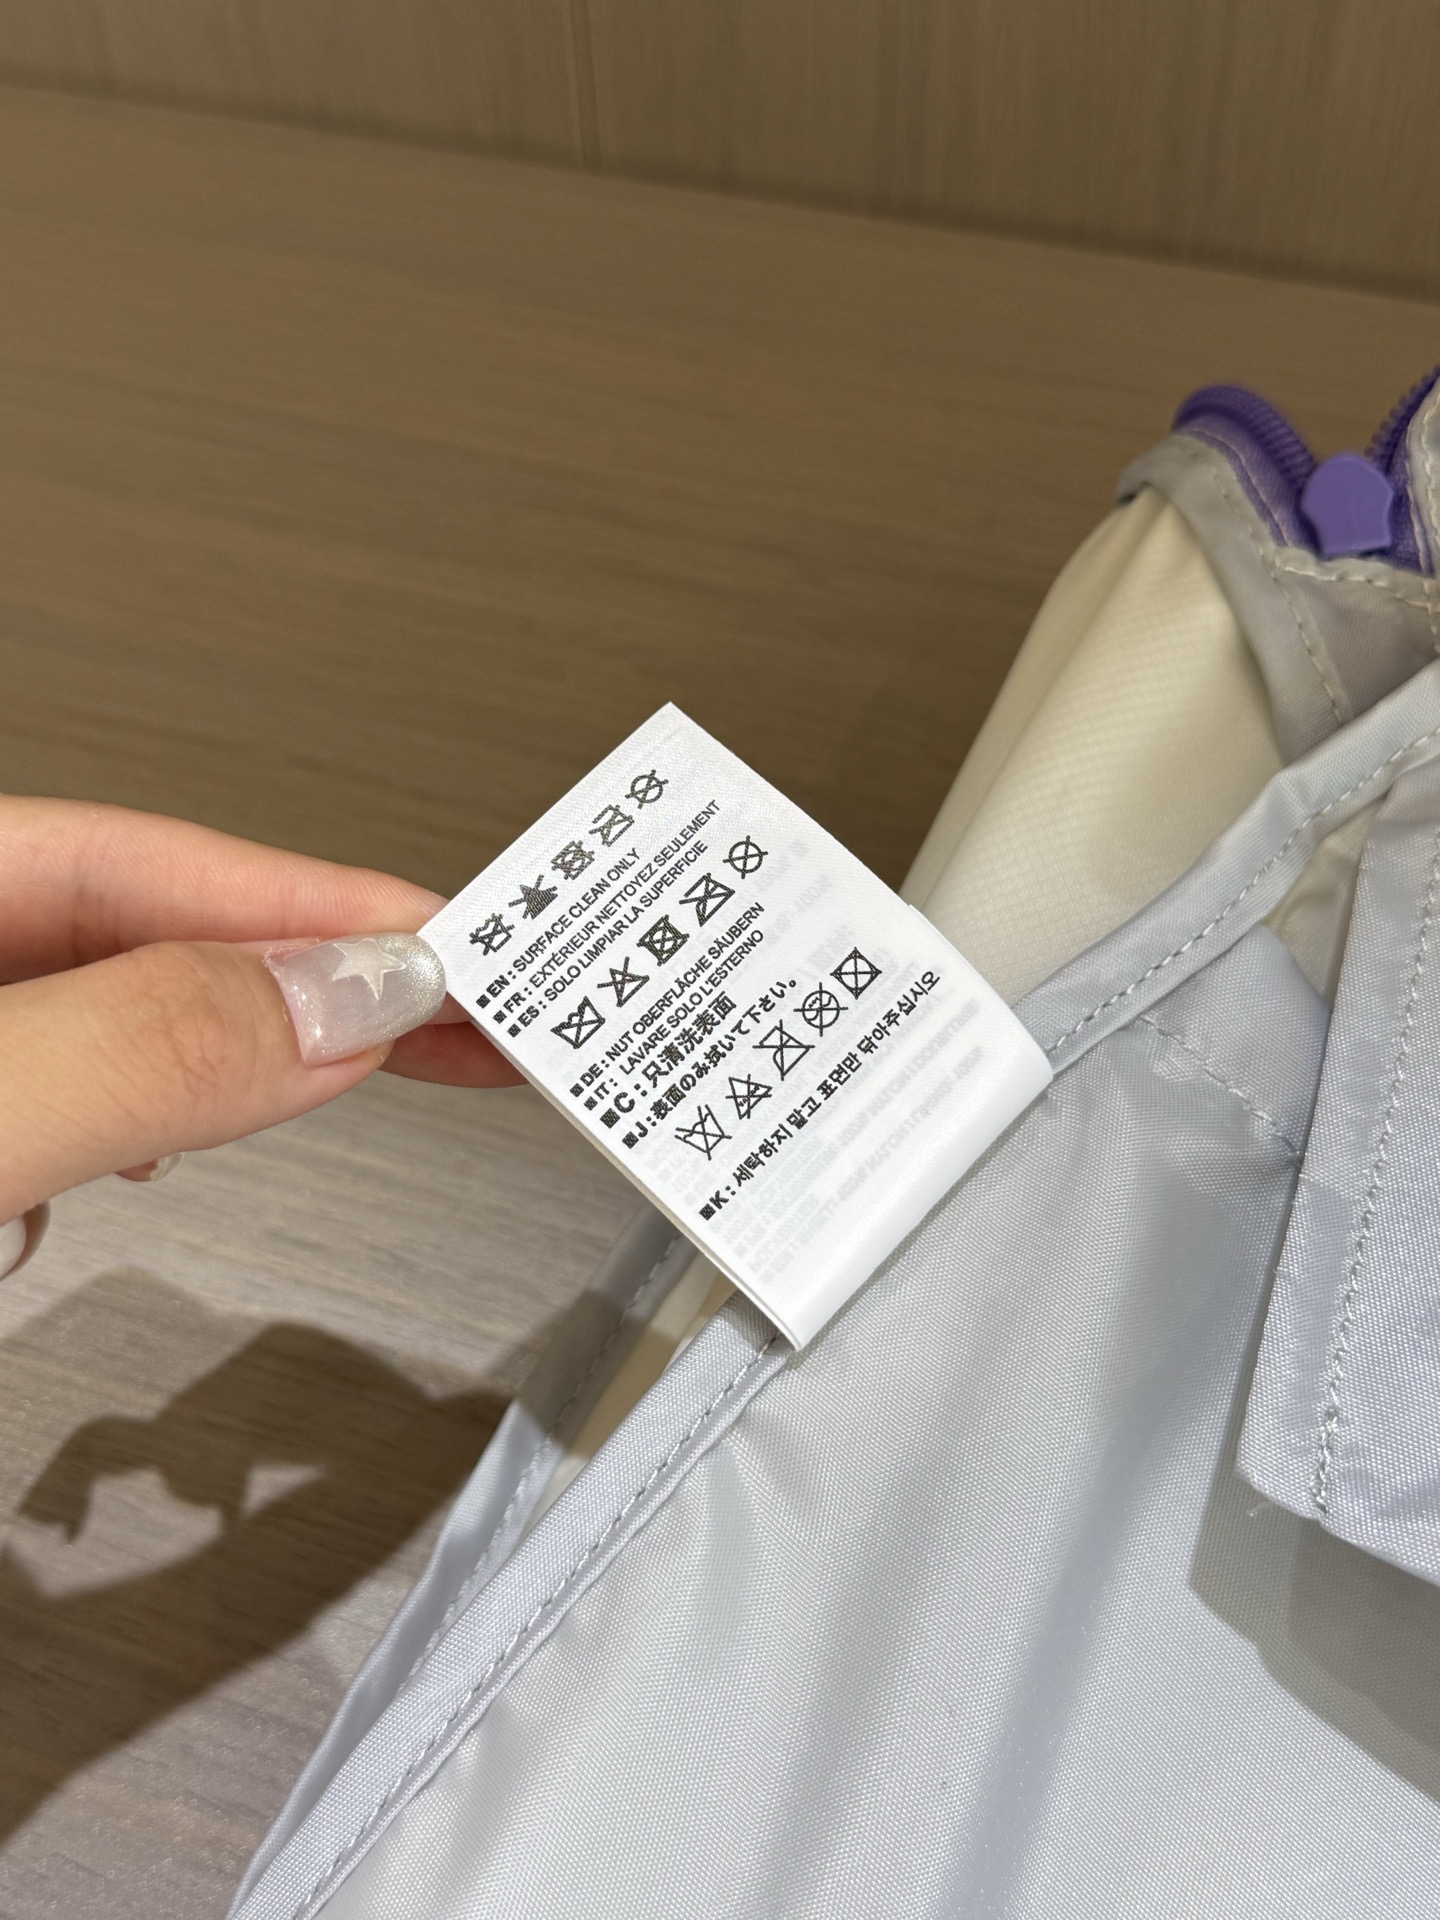 EN : SURFACE CLEAN ONLY
FR : EXTÉRIEUR NETTOYEZ SEULEMENT
ES : SOLO LIMPIAR LA SUPERFICIE
DE : NUT OBERFLÄCHE SÄUBERN
IT : LAVARE SOLO L'ESTERNO
C : 只清洗表面
J : 表面のみ拭いて下さい。
K : 세탁하지 말고 표면만 닦아주십시오